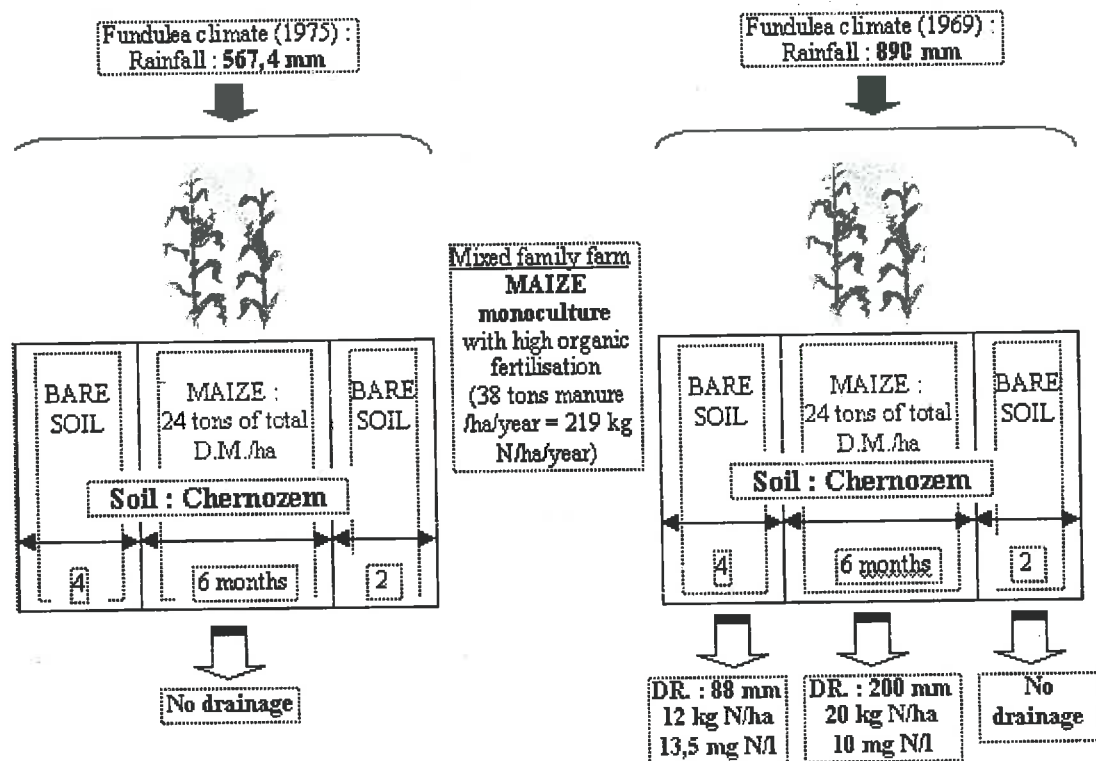 Fundulea climate (1975) :
Rainfall : 567,4 mm
Fundulea climate (1969) :
Rainfall : 890 mm
Mixed family farm
MAIZE
monoculture
with high organic
fertilisation
(38 tons manure
/ha/year = 219 kg
N/ha/year)
BARE
SOIL
MAIZE :
24 tons of total
D.M./ha
BARE
SOIL
Soil : Chernozem
4
6 months
2
No drainage
BARE
SOIL
MAIZE :
24 tons of total
D.M./ha
BARE
SOIL
Soil : Chernozem
4
6 months
2
DR. : 88 mm
12 kg N/ha
13,5 mg N/l
DR. : 200 mm
20 kg N/ha
10 mg N/l
No
drainage